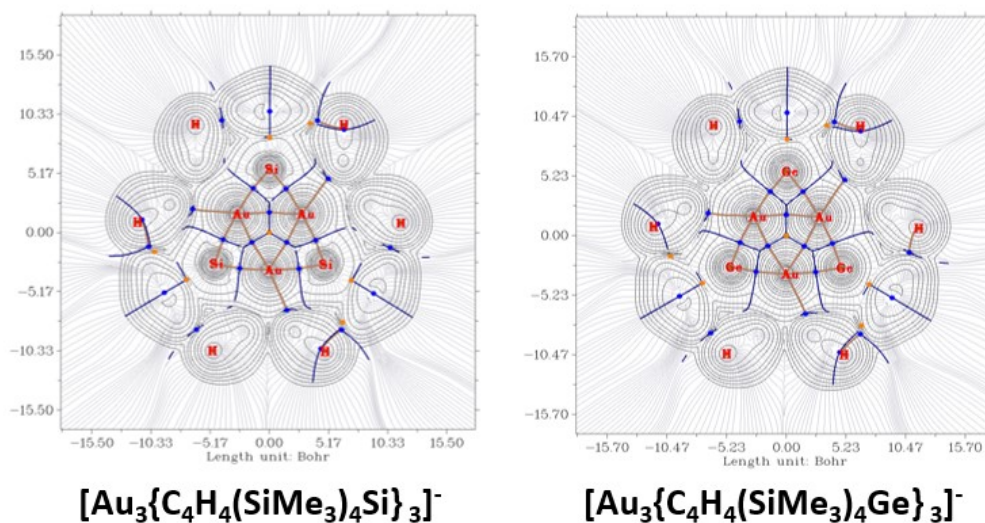 15.50
10.33
5.17
0.00
−5.17
−10.33
−15.50
H H
Si
H Au Au H
Si Au Si
H H
−15.50 −10.33 −5.17 0.00 5.17 10.33 15.50
Length unit: Bohr
[Au₃{C₄H₄(SiMe₃)₄Si}₃]⁻
15.70
10.47
5.23
0.00
−5.23
−10.47
−15.70
H H
Ge
H Au Au H
Ge Au Ge
H H
−15.70 −10.47 −5.23 0.00 5.23 10.47 15.70
Length unit: Bohr
[Au₃{C₄H₄(SiMe₃)₄Ge}₃]⁻